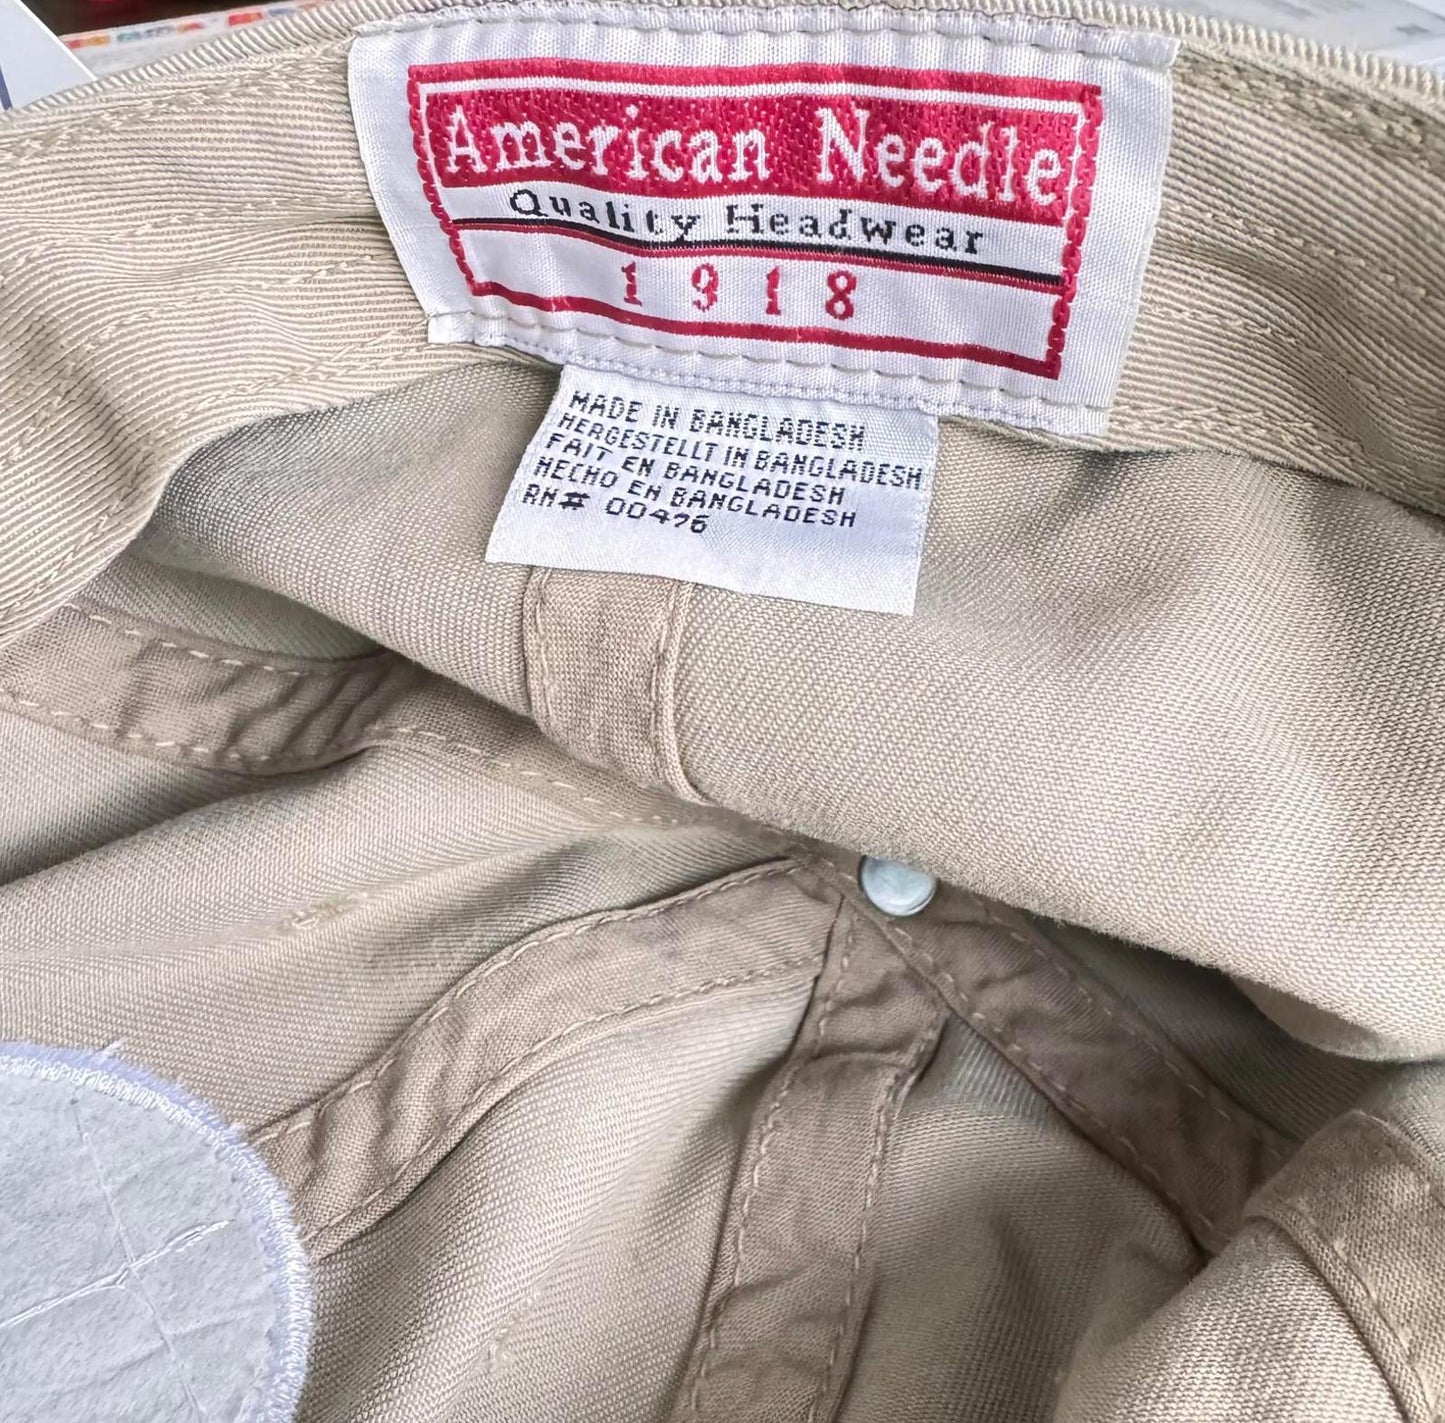 American Needle
Quality Headwear
1918
MADE IN BANGLADESH
HERGESTELLT IN BANGLADESH
FAIT EN BANGLADESH
HECHO EN BANGLADESH
RN# 00476